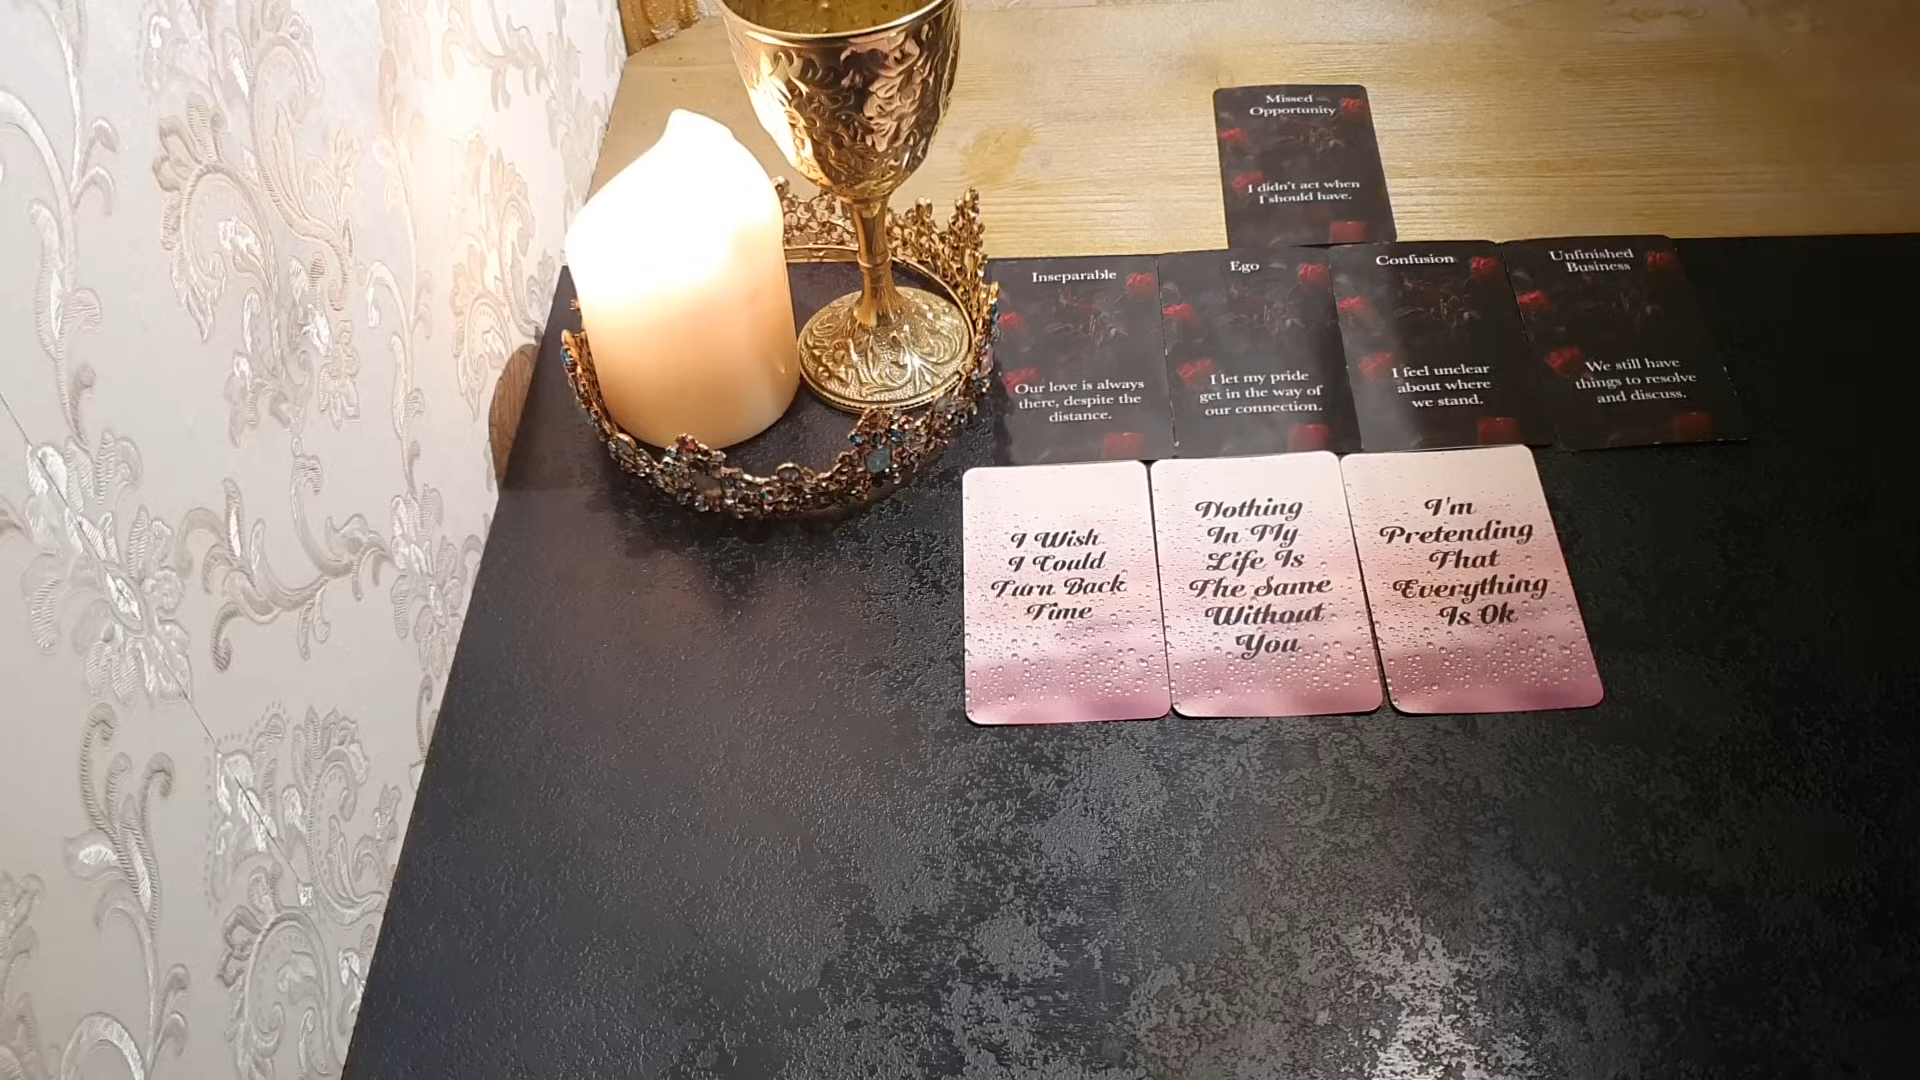 Missed
Opportunity
I didn't act when
I should have.
Inseparable
Our love is always
there, despite the
distance.
Ego
I let my pride
get in the way of
our connection.
Confusion
I feel unclear
about where
we stand.
Unfinished
Business
We still have
things to resolve
and discuss.
I Wish
I Could
Turn Back
Time
Nothing
In My
Life Is
The Same
Without
You
I'm
Pretending
That
Everything
Is Ok